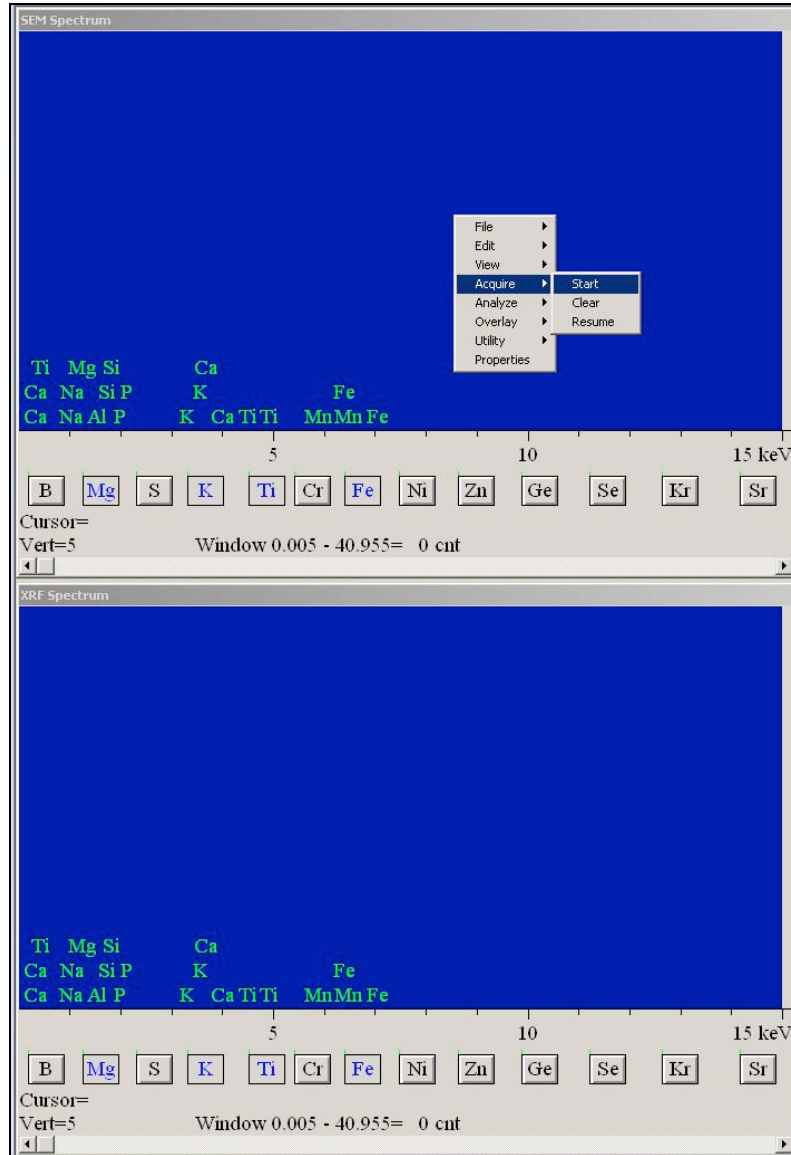 SEM Spectrum
File
Edit
View
Acquire Start
Analyze Clear
Overlay Resume
Utility
Properties
Ti Mg Si Ca
Ca Na Si P K Fe
Ca Na Al P K Ca Ti Ti Mn Mn Fe
5 10 15 keV
B Mg S K Ti Cr Fe Ni Zn Ge Se Kr Sr
Cursor=
Vert=5 Window 0.005 - 40.955= 0 cnt
XRF Spectrum
Ti Mg Si Ca
Ca Na Si P K Fe
Ca Na Al P K Ca Ti Ti Mn Mn Fe
5 10 15 keV
B Mg S K Ti Cr Fe Ni Zn Ge Se Kr Sr
Cursor=
Vert=5 Window 0.005 - 40.955= 0 cnt